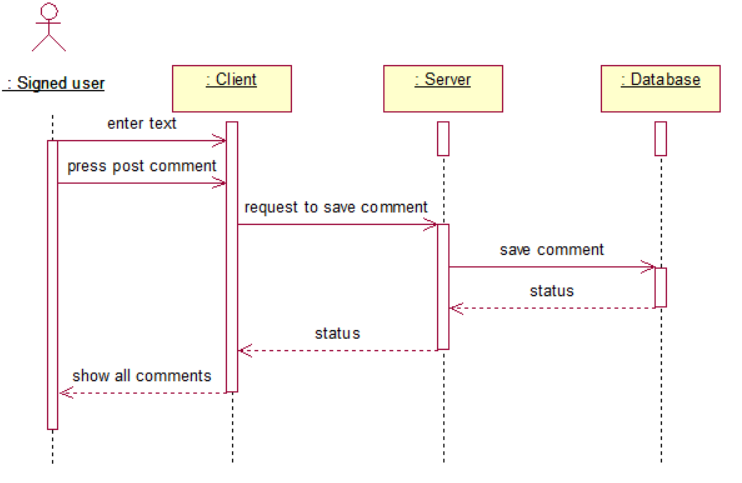 : Signed user
: Client
: Server
: Database
enter text
press post comment
request to save comment
save comment
status
status
show all comments